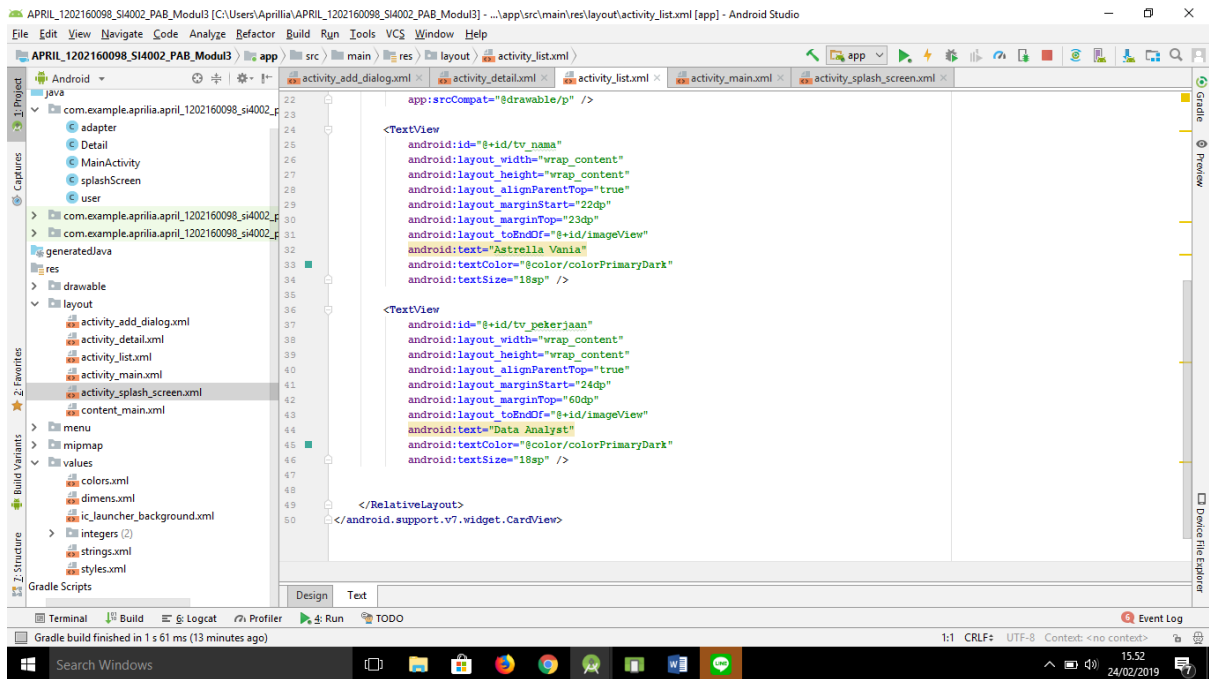 APRIL_1202160098_SI4002_PAB_Modul3 [C:\Users\Aprillia\APRIL_1202160098_SI4002_PAB_Modul3] - ...\app\src\main\res\layout\activity_list.xml [app] - Android Studio
File Edit View Navigate Code Analyze Refactor Build Run Tools VCS Window Help
APRIL_1202160098_SI4002_PAB_Modul3 app src main res layout activity_list.xml app
Android activity_add_dialog.xml activity_detail.xml activity_list.xml activity_main.xml activity_splash_screen.xml
1: Project
Captures
2: Favorites
Build Variants
7: Structure
java
com.example.aprilia.april_1202160098_si4002_p
adapter
Detail
MainActivity
splashScreen
user
com.example.aprilia.april_1202160098_si4002_p
com.example.aprilia.april_1202160098_si4002_p
generatedJava
res
drawable
layout
activity_add_dialog.xml
activity_detail.xml
activity_list.xml
activity_main.xml
activity_splash_screen.xml
content_main.xml
menu
mipmap
values
colors.xml
dimens.xml
ic_launcher_background.xml
integers (2)
strings.xml
styles.xml
Gradle Scripts
22 app:srcCompat="@drawable/p" />
23
24 <TextView
25 android:id="@+id/tv_nama"
26 android:layout_width="wrap_content"
27 android:layout_height="wrap_content"
28 android:layout_alignParentTop="true"
29 android:layout_marginStart="22dp"
30 android:layout_marginTop="23dp"
31 android:layout_toEndOf="@+id/imageView"
32 android:text="Astrella Vania"
33 android:textColor="@color/colorPrimaryDark"
34 android:textSize="18sp" />
35
36 <TextView
37 android:id="@+id/tv_pekerjaan"
38 android:layout_width="wrap_content"
39 android:layout_height="wrap_content"
40 android:layout_alignParentTop="true"
41 android:layout_marginStart="24dp"
42 android:layout_marginTop="60dp"
43 android:layout_toEndOf="@+id/imageView"
44 android:text="Data Analyst"
45 android:textColor="@color/colorPrimaryDark"
46 android:textSize="18sp" />
47
48
49 </RelativeLayout>
50 </android.support.v7.widget.CardView>
Gradle
Preview
Device File Explorer
Design Text
Terminal Build 6: Logcat Profiler 4: Run TODO Event Log
Gradle build finished in 1 s 61 ms (13 minutes ago) 1:1 CRLF UTF-8 Context: <no context>
Search Windows
15.52
24/02/2019
7